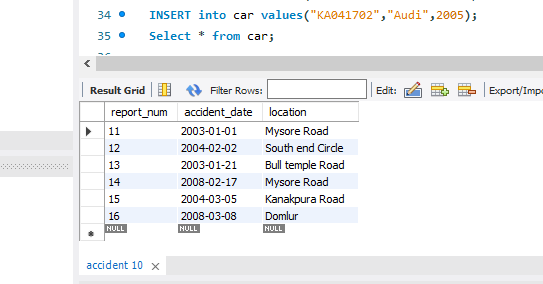 34 INSERT into car values("KA041702","Audi",2005);
35 Select * from car;
Result Grid Filter Rows: Edit: Export/Impo
report_num accident_date location
11 2003-01-01 Mysore Road
12 2004-02-02 South end Circle
13 2003-01-21 Bull temple Road
14 2008-02-17 Mysore Road
15 2004-03-05 Kanakpura Road
16 2008-03-08 Domlur
NULL NULL NULL
accident 10